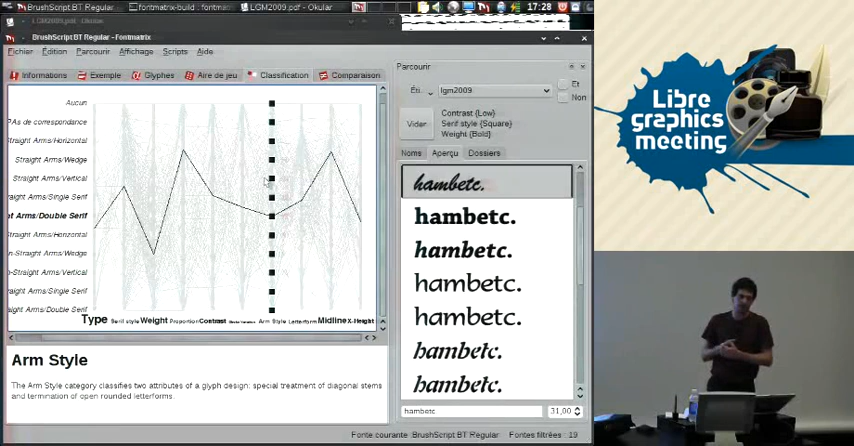 BrushScript BT Regular
fontmatrix-build : fontma
LGM2009.pdf - Okular
17:28
LGM2009.pdf - Okular
BrushScript BT Regular - Fontmatrix
Fichier Édition Parcourir Affichage Scripts Aide
Informations Exemple Glyphes Aire de jeu Classification Comparaison
Aucun
PAs de correspondance
Straight Arms/Horizontal
Straight Arms/Wedge
Straight Arms/Vertical
Straight Arms/Single Serif
ht Arms/Double Serif
Straight Arms/Horizontal
n-Straight Arms/Wedge
n-Straight Arms/Vertical
Straight Arms/Single Serif
Straight Arms/Double Serif
Type Serif style Weight Proportion Contrast Arm Style Letterform Midline X-Height
Arm Style
The Arm Style category classifies two attributes of a glyph design: special treatment of diagonal stems
and termination of open rounded letterforms.
Parcourir
Éti...
lgm2009
Et
Non
Vider
Contrast {Low}
Serif style {Square}
Weight {Bold}
Noms Aperçu Dossiers
hambetc.
hambetc.
hambetc.
hambetc.
hambetc.
hambetc.
hambetc.
hambetc
31,00
Fonte courante BrushScript BT Regular Fontes filtrées 19
Libre
graphics
meeting